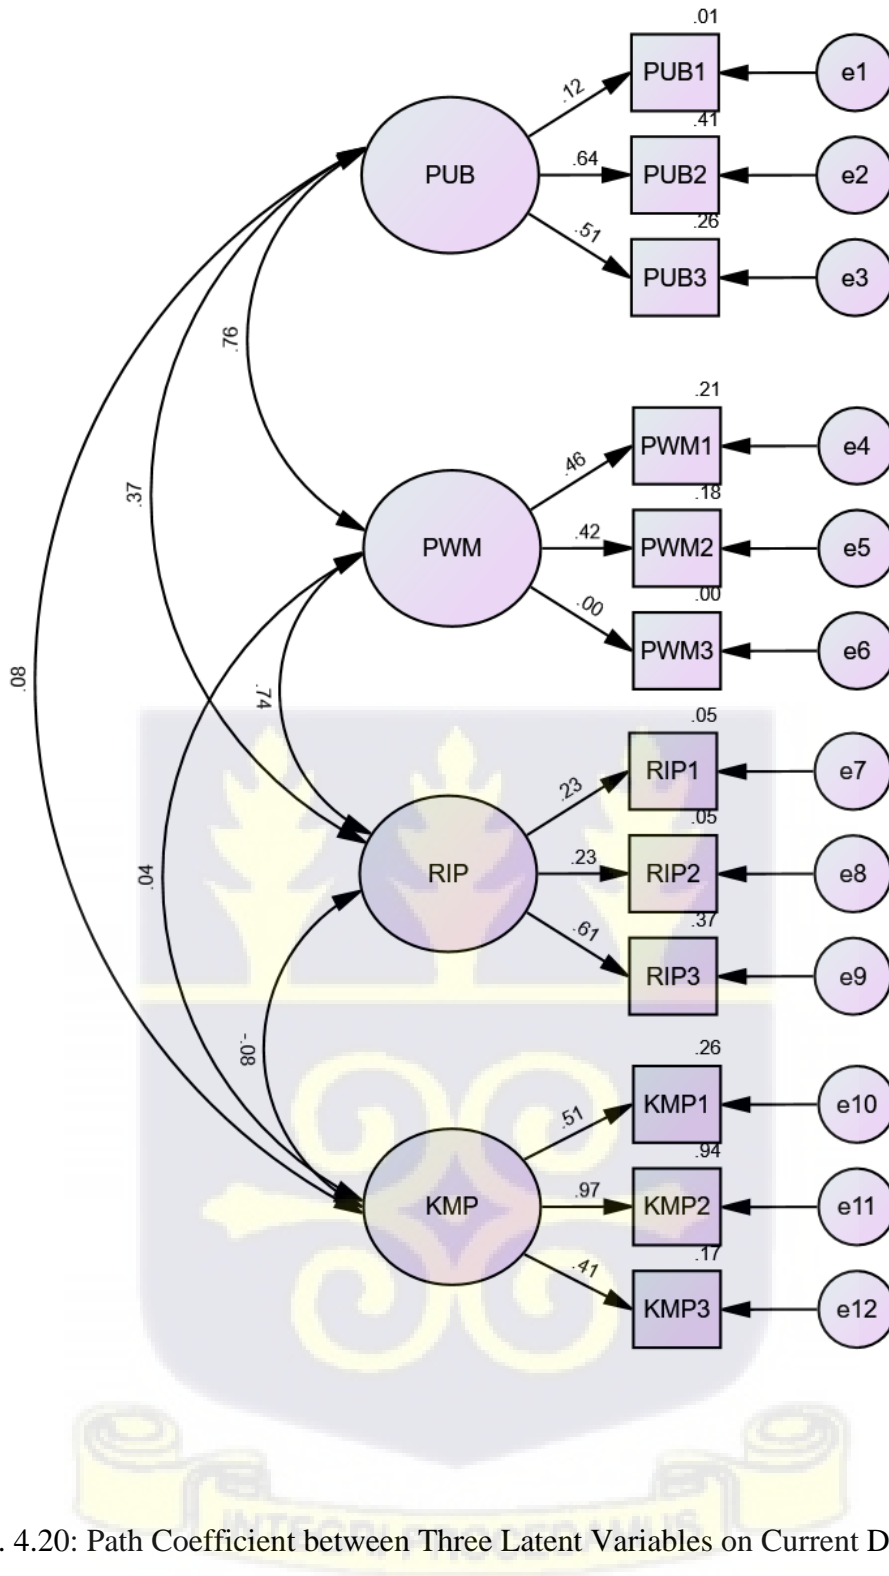 .01
PUB1
e1
.12
.41
PUB
.64
PUB2
e2
.51
.26
PUB3
e3
.76
.21
PWM1
e4
.46
.37
.18
PWM
.42
PWM2
e5
.00
.00
PWM3
e6
.08
.74
.05
RIP1
e7
.23
.05
.04
RIP
.23
RIP2
e8
.61
.37
RIP3
e9
-.08
.26
KMP1
e10
.51
.94
KMP
.97
KMP2
e11
.41
.17
KMP3
e12
INTEGRI PROCEDAMUS
. 4.20: Path Coefficient between Three Latent Variables on Current D